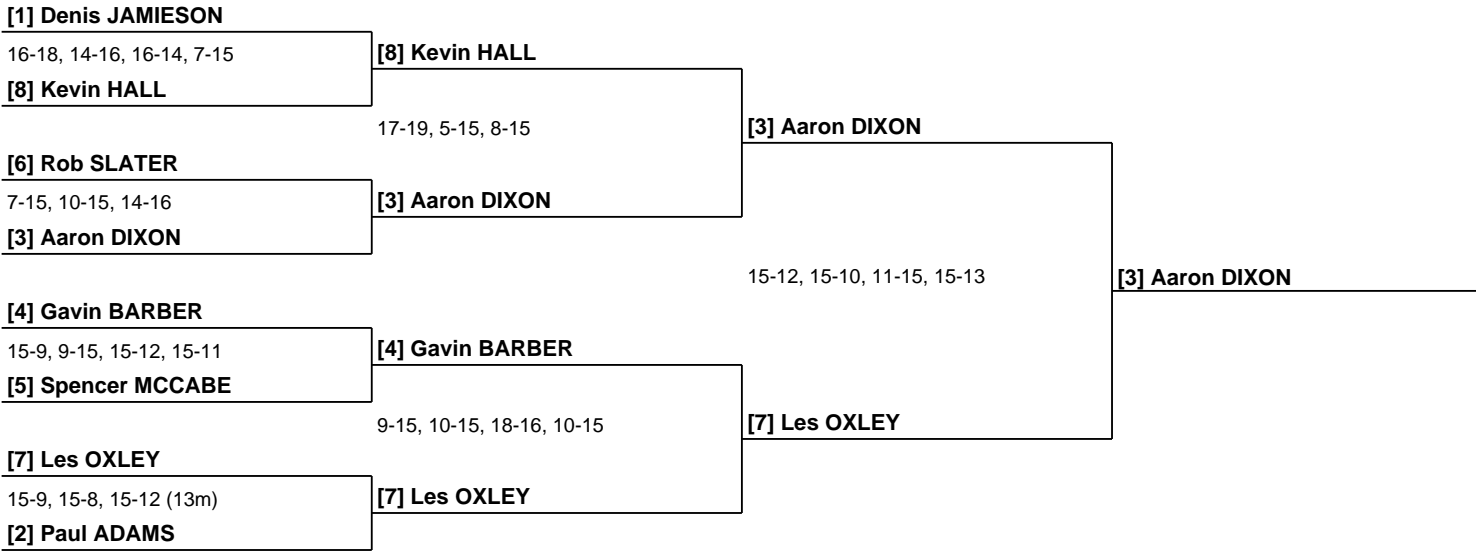 [1] Denis JAMIESON
16-18, 14-16, 16-14, 7-15
[8] Kevin HALL
[8] Kevin HALL
17-19, 5-15, 8-15
[3] Aaron DIXON
[6] Rob SLATER
7-15, 10-15, 14-16
[3] Aaron DIXON
[3] Aaron DIXON
15-12, 15-10, 11-15, 15-13
[3] Aaron DIXON
[4] Gavin BARBER
15-9, 9-15, 15-12, 15-11
[4] Gavin BARBER
[5] Spencer MCCABE
9-15, 10-15, 18-16, 10-15
[7] Les OXLEY
[7] Les OXLEY
15-9, 15-8, 15-12 (13m)
[7] Les OXLEY
[2] Paul ADAMS